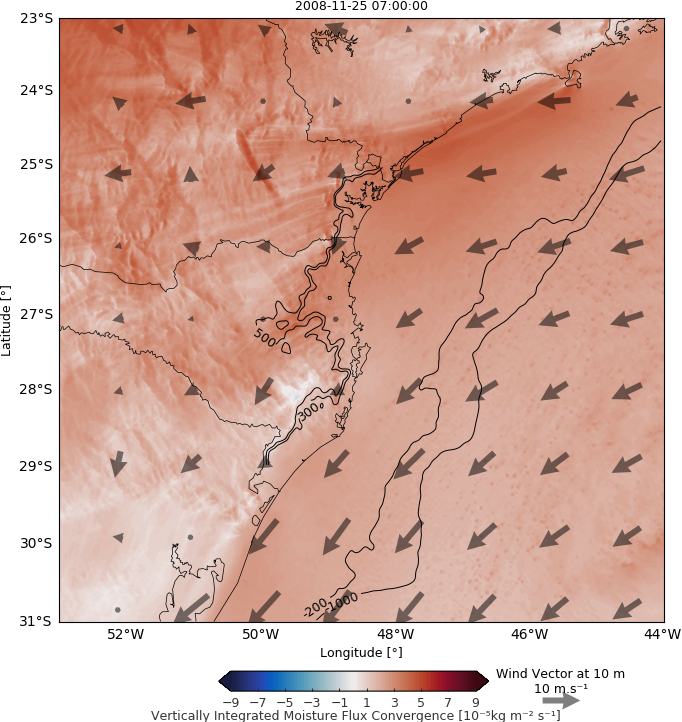 2008-11-25 07:00:00
23°S
24°S
25°S
26°S
27°S
28°S
29°S
30°S
31°S
Latitude [°]
500
300
-200
-1000
52°W 50°W 48°W 46°W 44°W
Longitude [°]
−9 −7 −5 −3 −1 1 3 5 7 9
Wind Vector at 10 m
10 m.s⁻¹
Vertically Integrated Moisture Flux Convergence [10⁻⁵kg m⁻² s⁻¹]